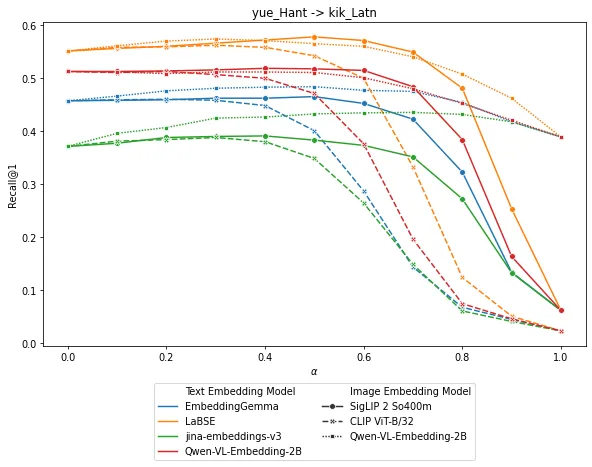 yue_Hant -> kik_Latn
Recall@1
0.6
0.5
0.4
0.3
0.2
0.1
0.0
0.0 0.2 0.4 0.6 0.8 1.0
α
Text Embedding Model Image Embedding Model
EmbeddingGemma SigLIP 2 So400m
LaBSE CLIP ViT-B/32
jina-embeddings-v3 Qwen-VL-Embedding-2B
Qwen-VL-Embedding-2B